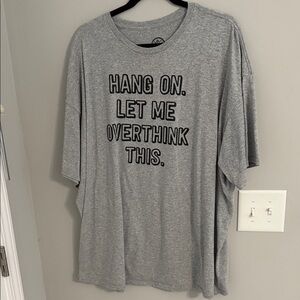 HANG ON.
LET ME
OVERTHINK
THIS.